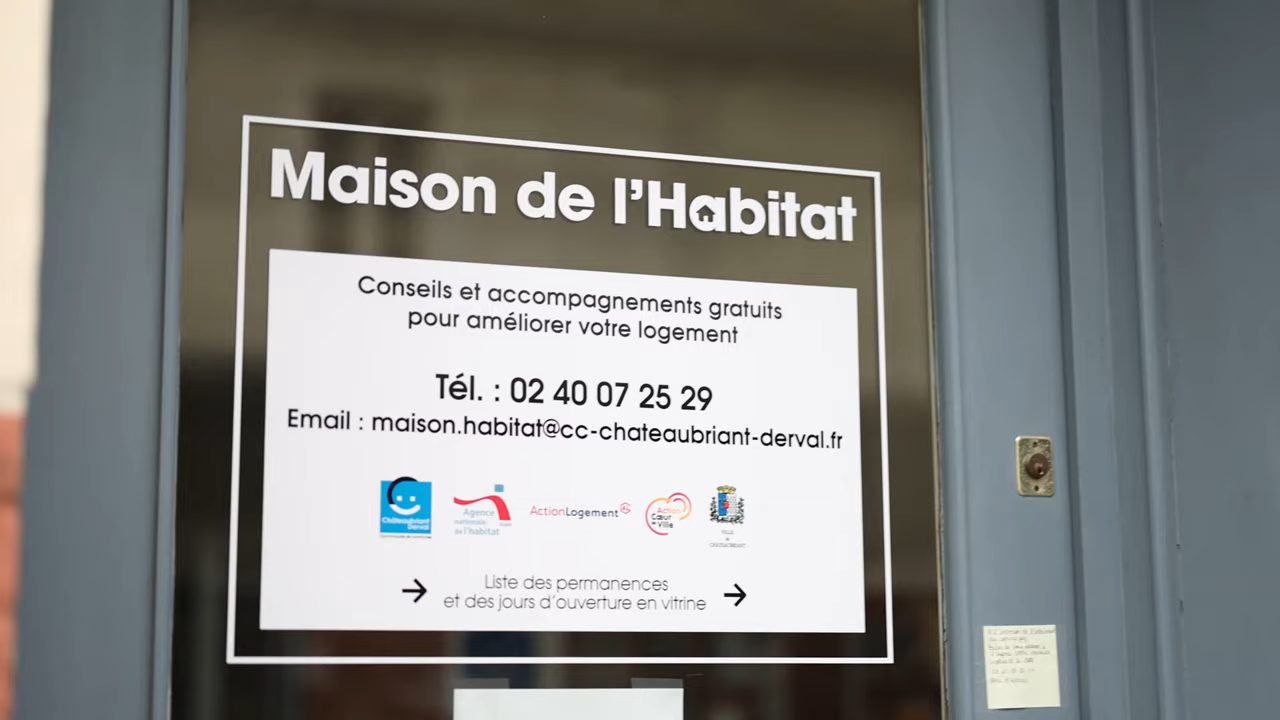 Maison de l'Habitat
Conseils et accompagnements gratuits
pour améliorer votre logement
Tél. : 02 40 07 25 29
Email : maison.habitat@cc-chateaubriant-derval.fr
Châteaubriant
Derval
Agence
nationale
de l'habitat
ActionLogement
Action
Cœur
de Ville
VILLE
DE
CHATEAUBRIANT
→ Liste des permanences →
et des jours d'ouverture en vitrine